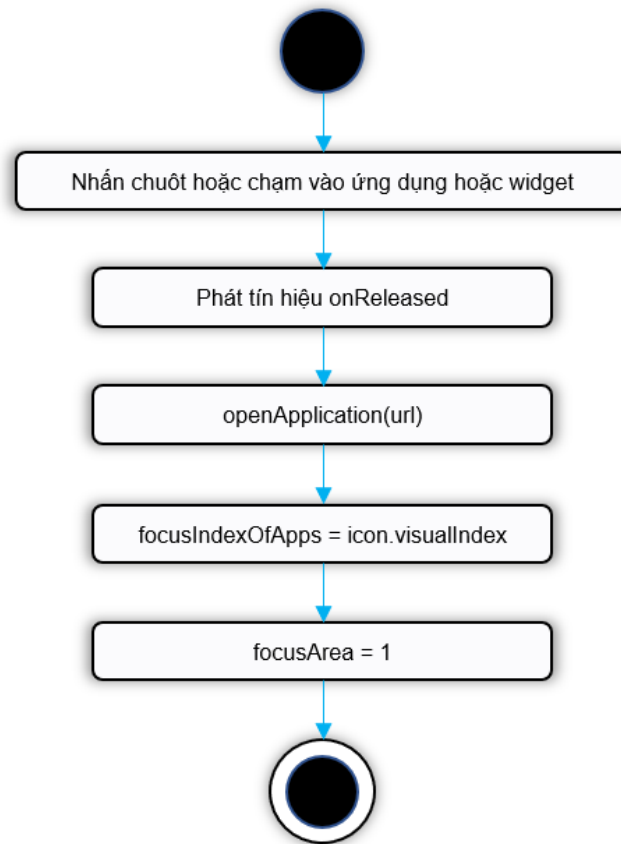 Nhấn chuột hoặc chạm vào ứng dụng hoặc widget
Phát tín hiệu onReleased
openApplication(url)
focusIndexOfApps = icon.visualIndex
focusArea = 1